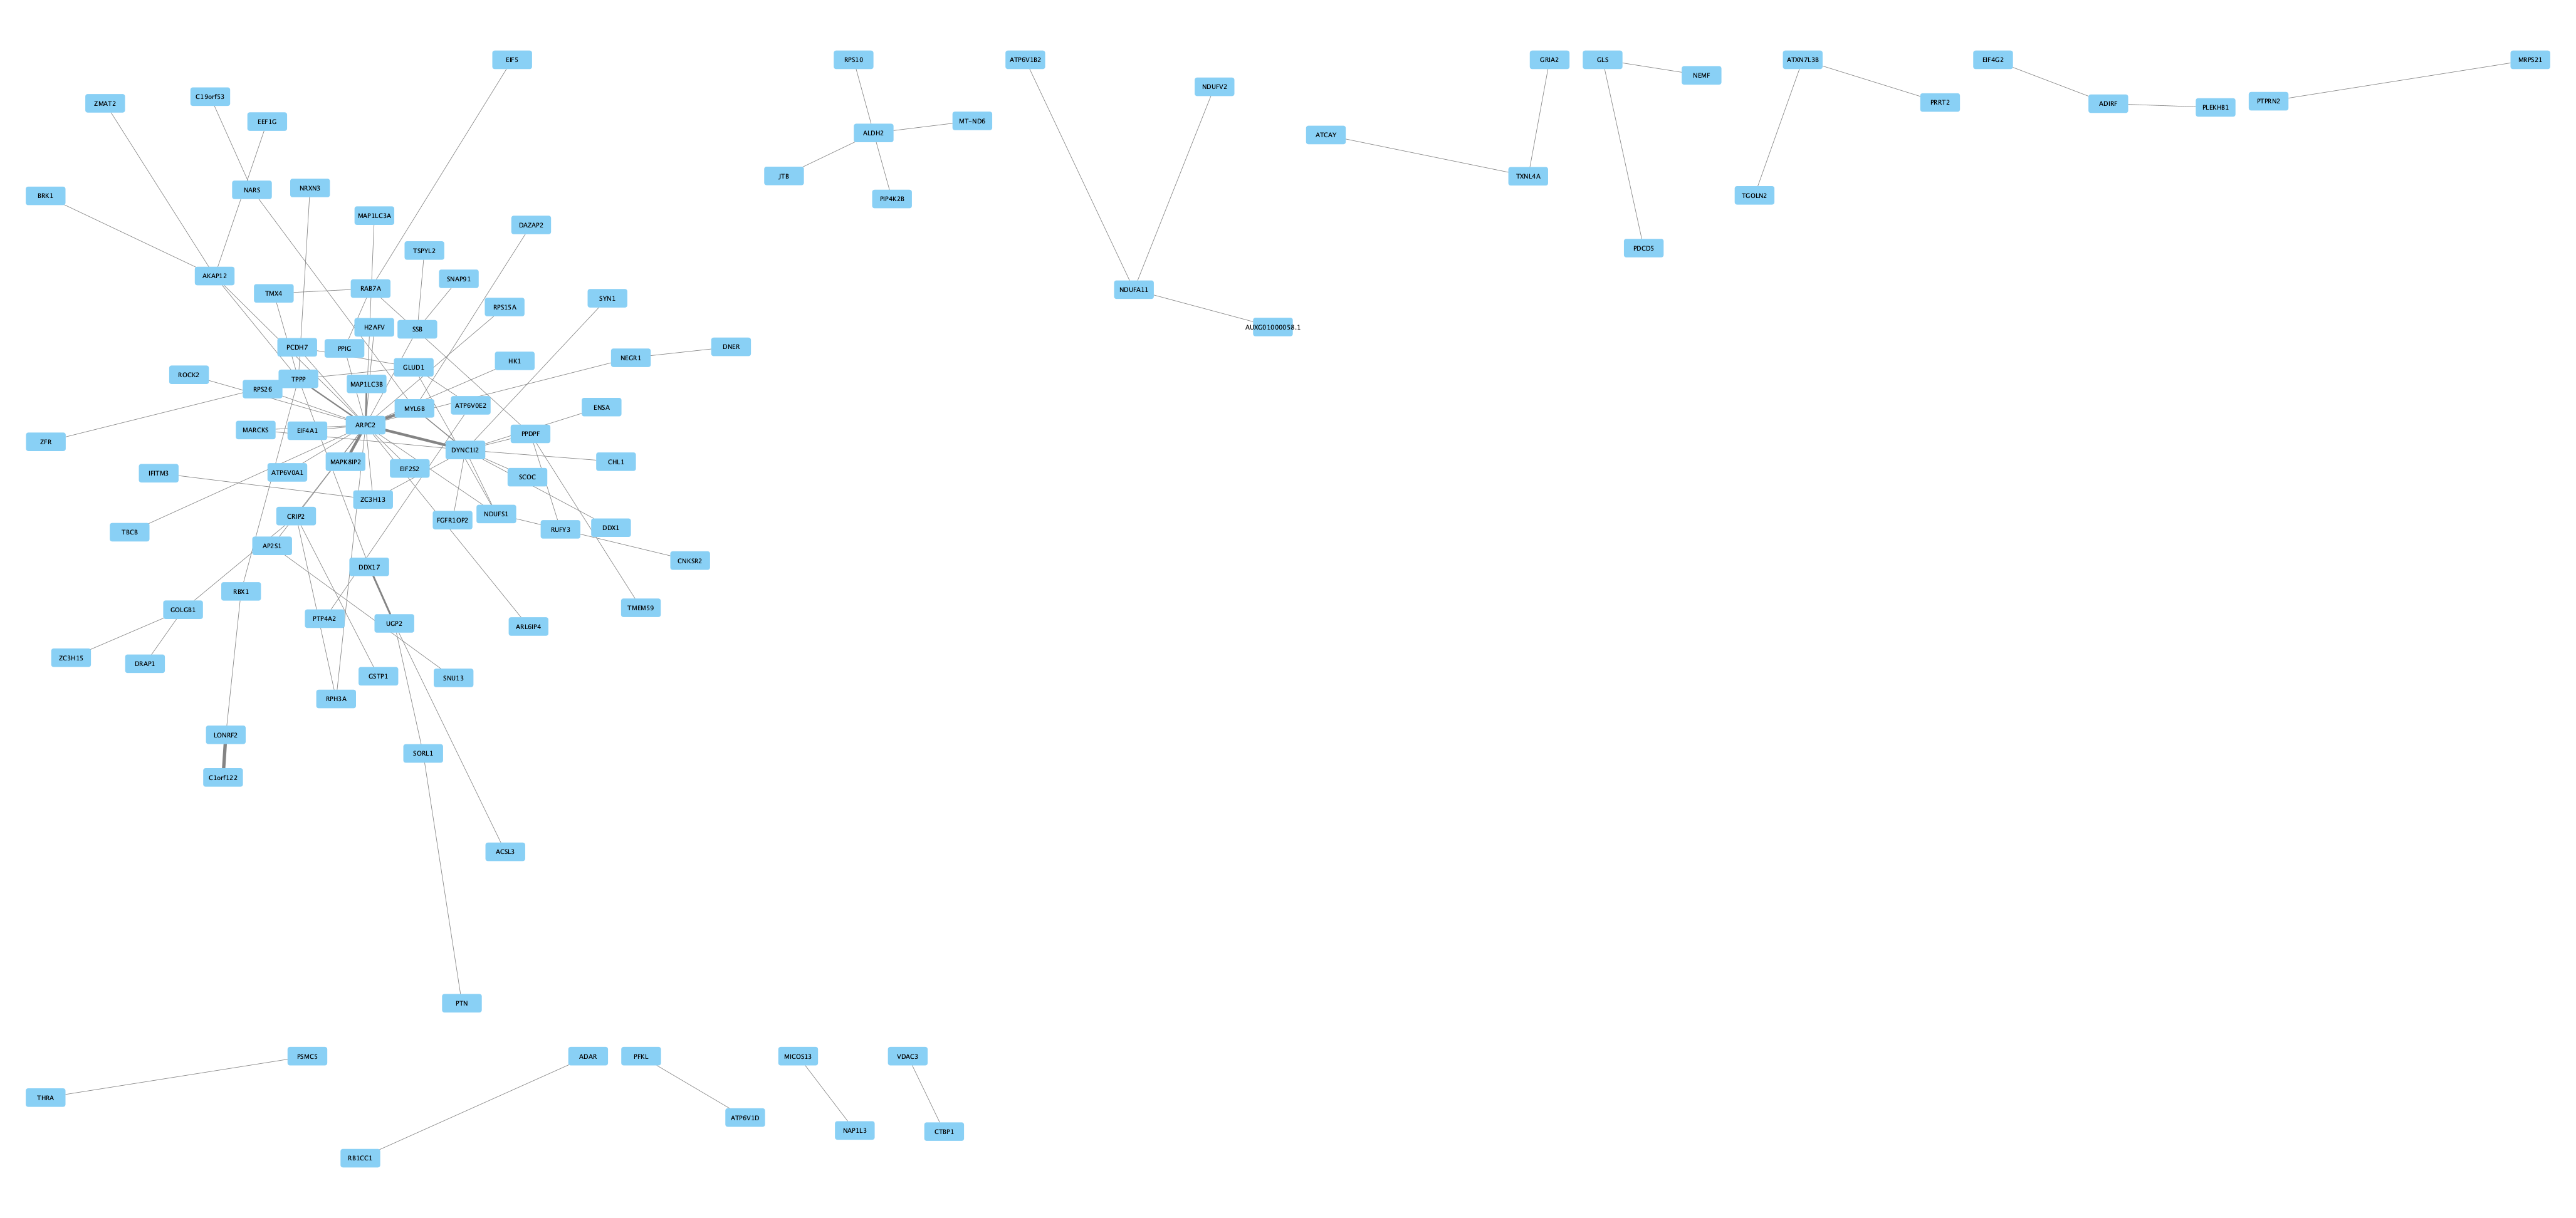 EIF5
RPS10
ATP6V1B2
GRIA2
GLS
ATXN7L3B
EIF4G2
MRPS21
NEMF
NDUFV2
C19orf53
ZMAT2
PRRT2
ADIRF
PTPRN2
PLEKHB1
EEF1G
MT-ND6
ALDH2
ATCAY
JTB
TXNL4A
NRXN3
NARS
BRK1
TGOLN2
PIP4K2B
MAP1LC3A
DAZAP2
TSPYL2
PDCD5
AKAP12
SNAP91
RAB7A
NDUFA11
TMX4
SYN1
RPS15A
H2AFV
SSB
AUXG01000058.1
PCDH7
PPIG
DNER
NEGR1
HK1
GLUD1
ROCK2
TPPP
MAP1LC3B
RPS26
ATP6V0E2
ENSA
MYL6B
ARPC2
MARCKS
EIF4A1
PPDPF
ZFR
DYNC1I2
MAPK8IP2
CHL1
EIF2S2
ATP6V0A1
IFITM3
SCOC
ZC3H13
NDUFS1
CRIP2
FGFR1OP2
DDX1
RUFY3
TBCB
AP2S1
CNKSR2
DDX17
RBX1
TMEM59
GOLGB1
PTP4A2
UGP2
ARL6IP4
ZC3H15
DRAP1
GSTP1
SNU13
RPH3A
LONRF2
SORL1
C1orf122
ACSL3
PTN
PSMC5
ADAR
PFKL
MICOS13
VDAC3
THRA
ATP6V1D
NAP1L3
CTBP1
RB1CC1